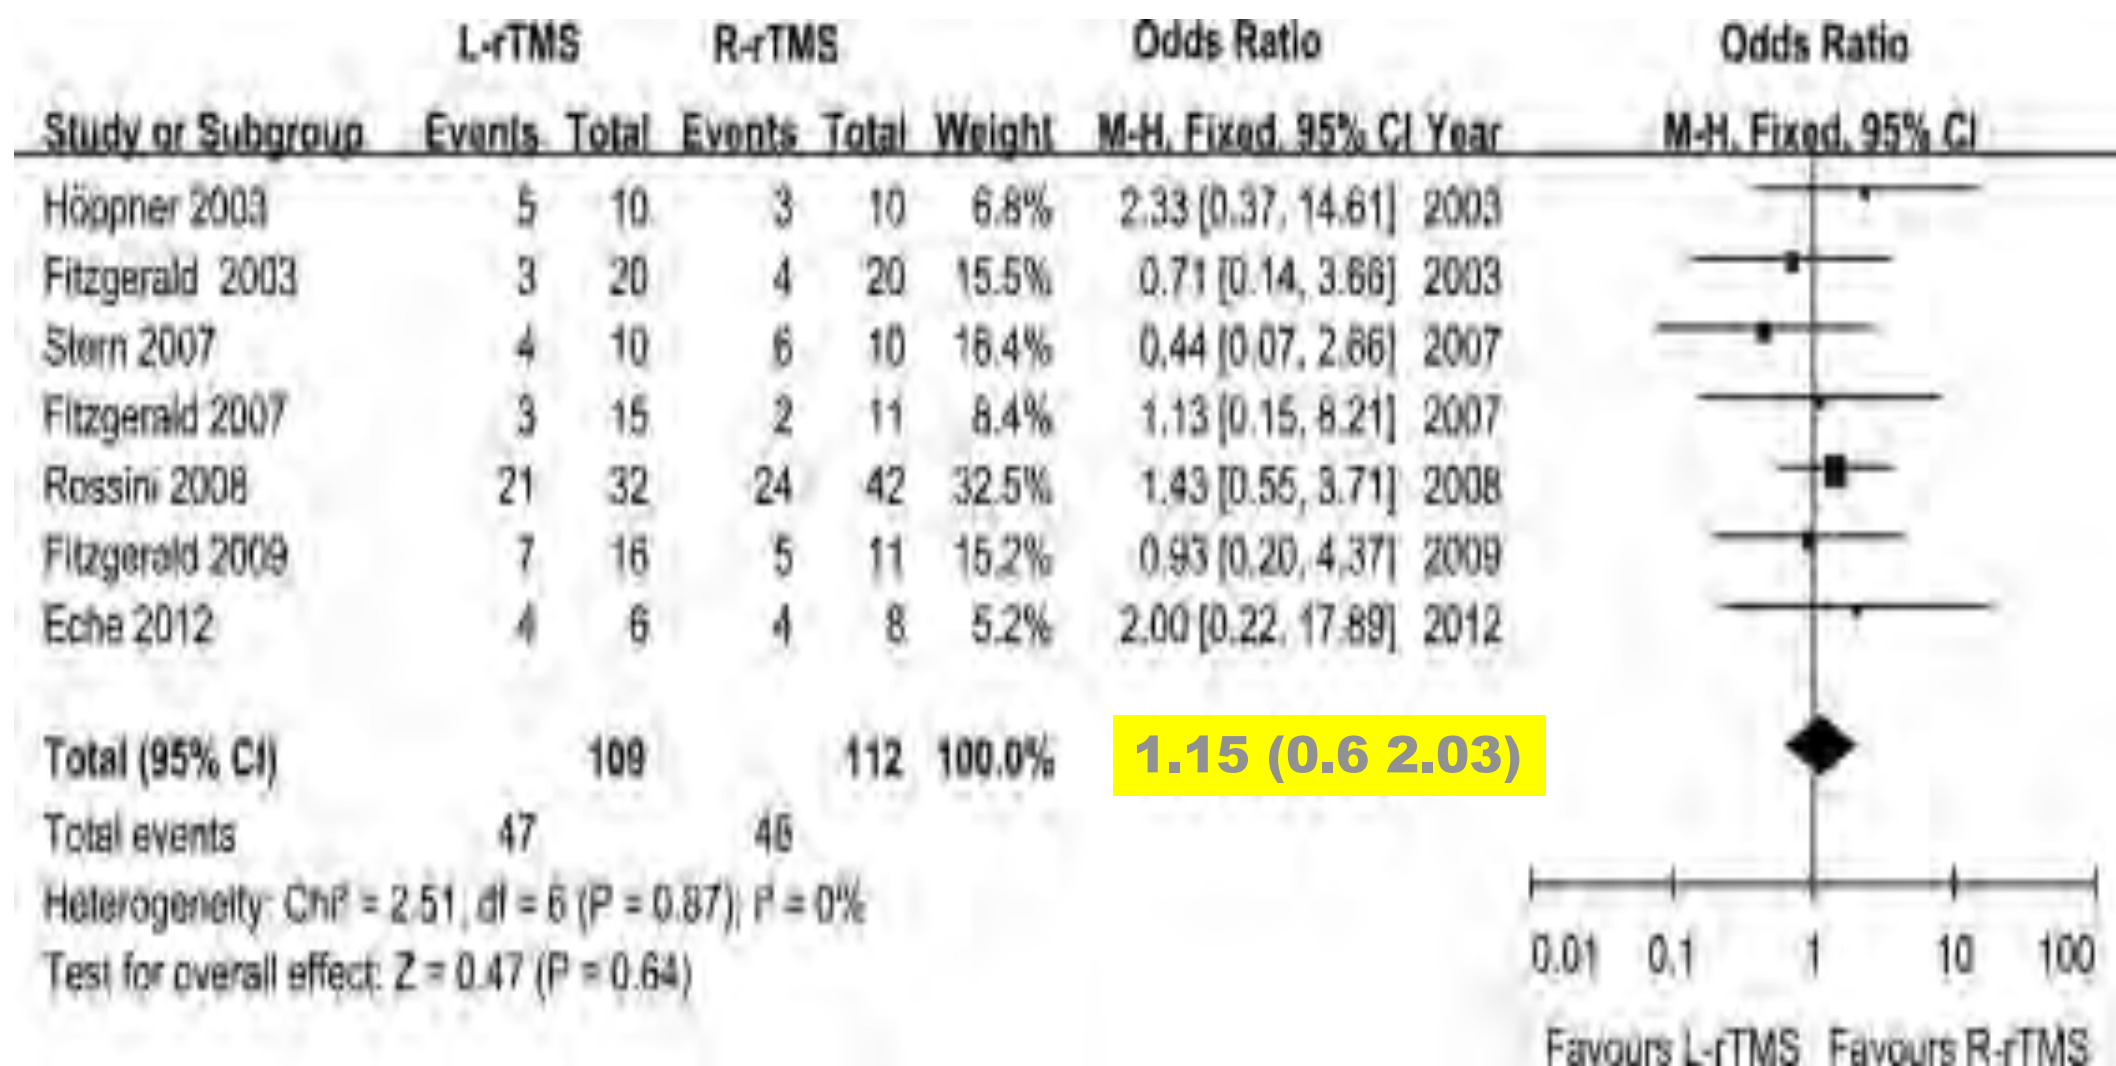 L-rTMS R-rTMS Odds Ratio Odds Ratio
Study or Subgroup Events Total Events Total Weight M-H, Fixed, 95% CI Year M-H, Fixed, 95% CI
Höppner 2003 5 10 3 10 6.8% 2.33 [0.37, 14.61] 2003
Fitzgerald 2003 3 20 4 20 15.5% 0.71 [0.14, 3.66] 2003
Stern 2007 4 10 6 10 16.4% 0.44 [0.07, 2.66] 2007
Fitzgerald 2007 3 15 2 11 8.4% 1.13 [0.15, 8.21] 2007
Rossini 2008 21 32 24 42 32.5% 1.43 [0.55, 3.71] 2008
Fitzgerald 2009 7 16 5 11 15.2% 0.93 [0.20, 4.37] 2009
Eche 2012 4 6 4 8 5.2% 2.00 [0.22, 17.89] 2012
Total (95% CI) 109 112 100.0% 1.15 (0.6 2.03)
Total events 47 48
Heterogeneity: Chi² = 2.51, df = 6 (P = 0.87); I² = 0%
Test for overall effect: Z = 0.47 (P = 0.64)
0.01 0.1 1 10 100
Favours L-rTMS Favours R-rTMS